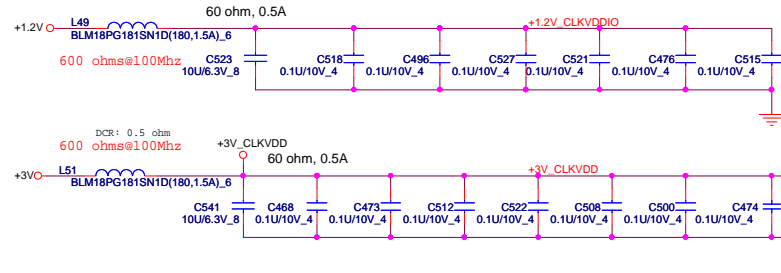 60 ohm, 0.5A
+1.2V L49 +1.2V_CLKVDDIO
BLM18PG181SN1D(180,1.5A)_6
600 ohms@100Mhz C523 C518 C496 C527 C521 C476 C515
10U/6.3V_8 0.1U/10V_4 0.1U/10V_4 0.1U/10V_4 0.1U/10V_4 0.1U/10V_4 0.1U/10V_4
DCR: 0.5 ohm
600 ohms@100Mhz +3V_CLKVDD
60 ohm, 0.5A
+3V L51 +3V_CLKVDD
BLM18PG181SN1D(180,1.5A)_6
C541 C468 C473 C512 C522 C508 C500 C474
10U/6.3V_8 0.1U/10V_4 0.1U/10V_4 0.1U/10V_4 0.1U/10V_4 0.1U/10V_4 0.1U/10V_4 0.1U/10V_4